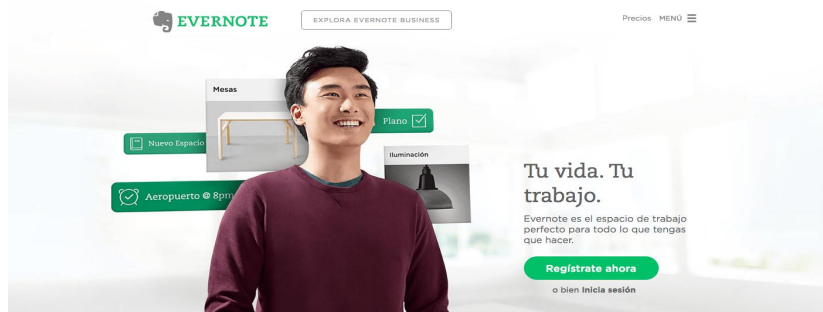 EVERNOTE
EXPLORA EVERNOTE BUSINESS
Precios
MENÚ
Mesas
Plano
Nuevo Espacio
Iluminación
Aeropuerto @ 8pm
Tu vida. Tu
trabajo.
Evernote es el espacio de trabajo
perfecto para todo lo que tengas
que hacer.
Regístrate ahora
o bien Inicia sesión